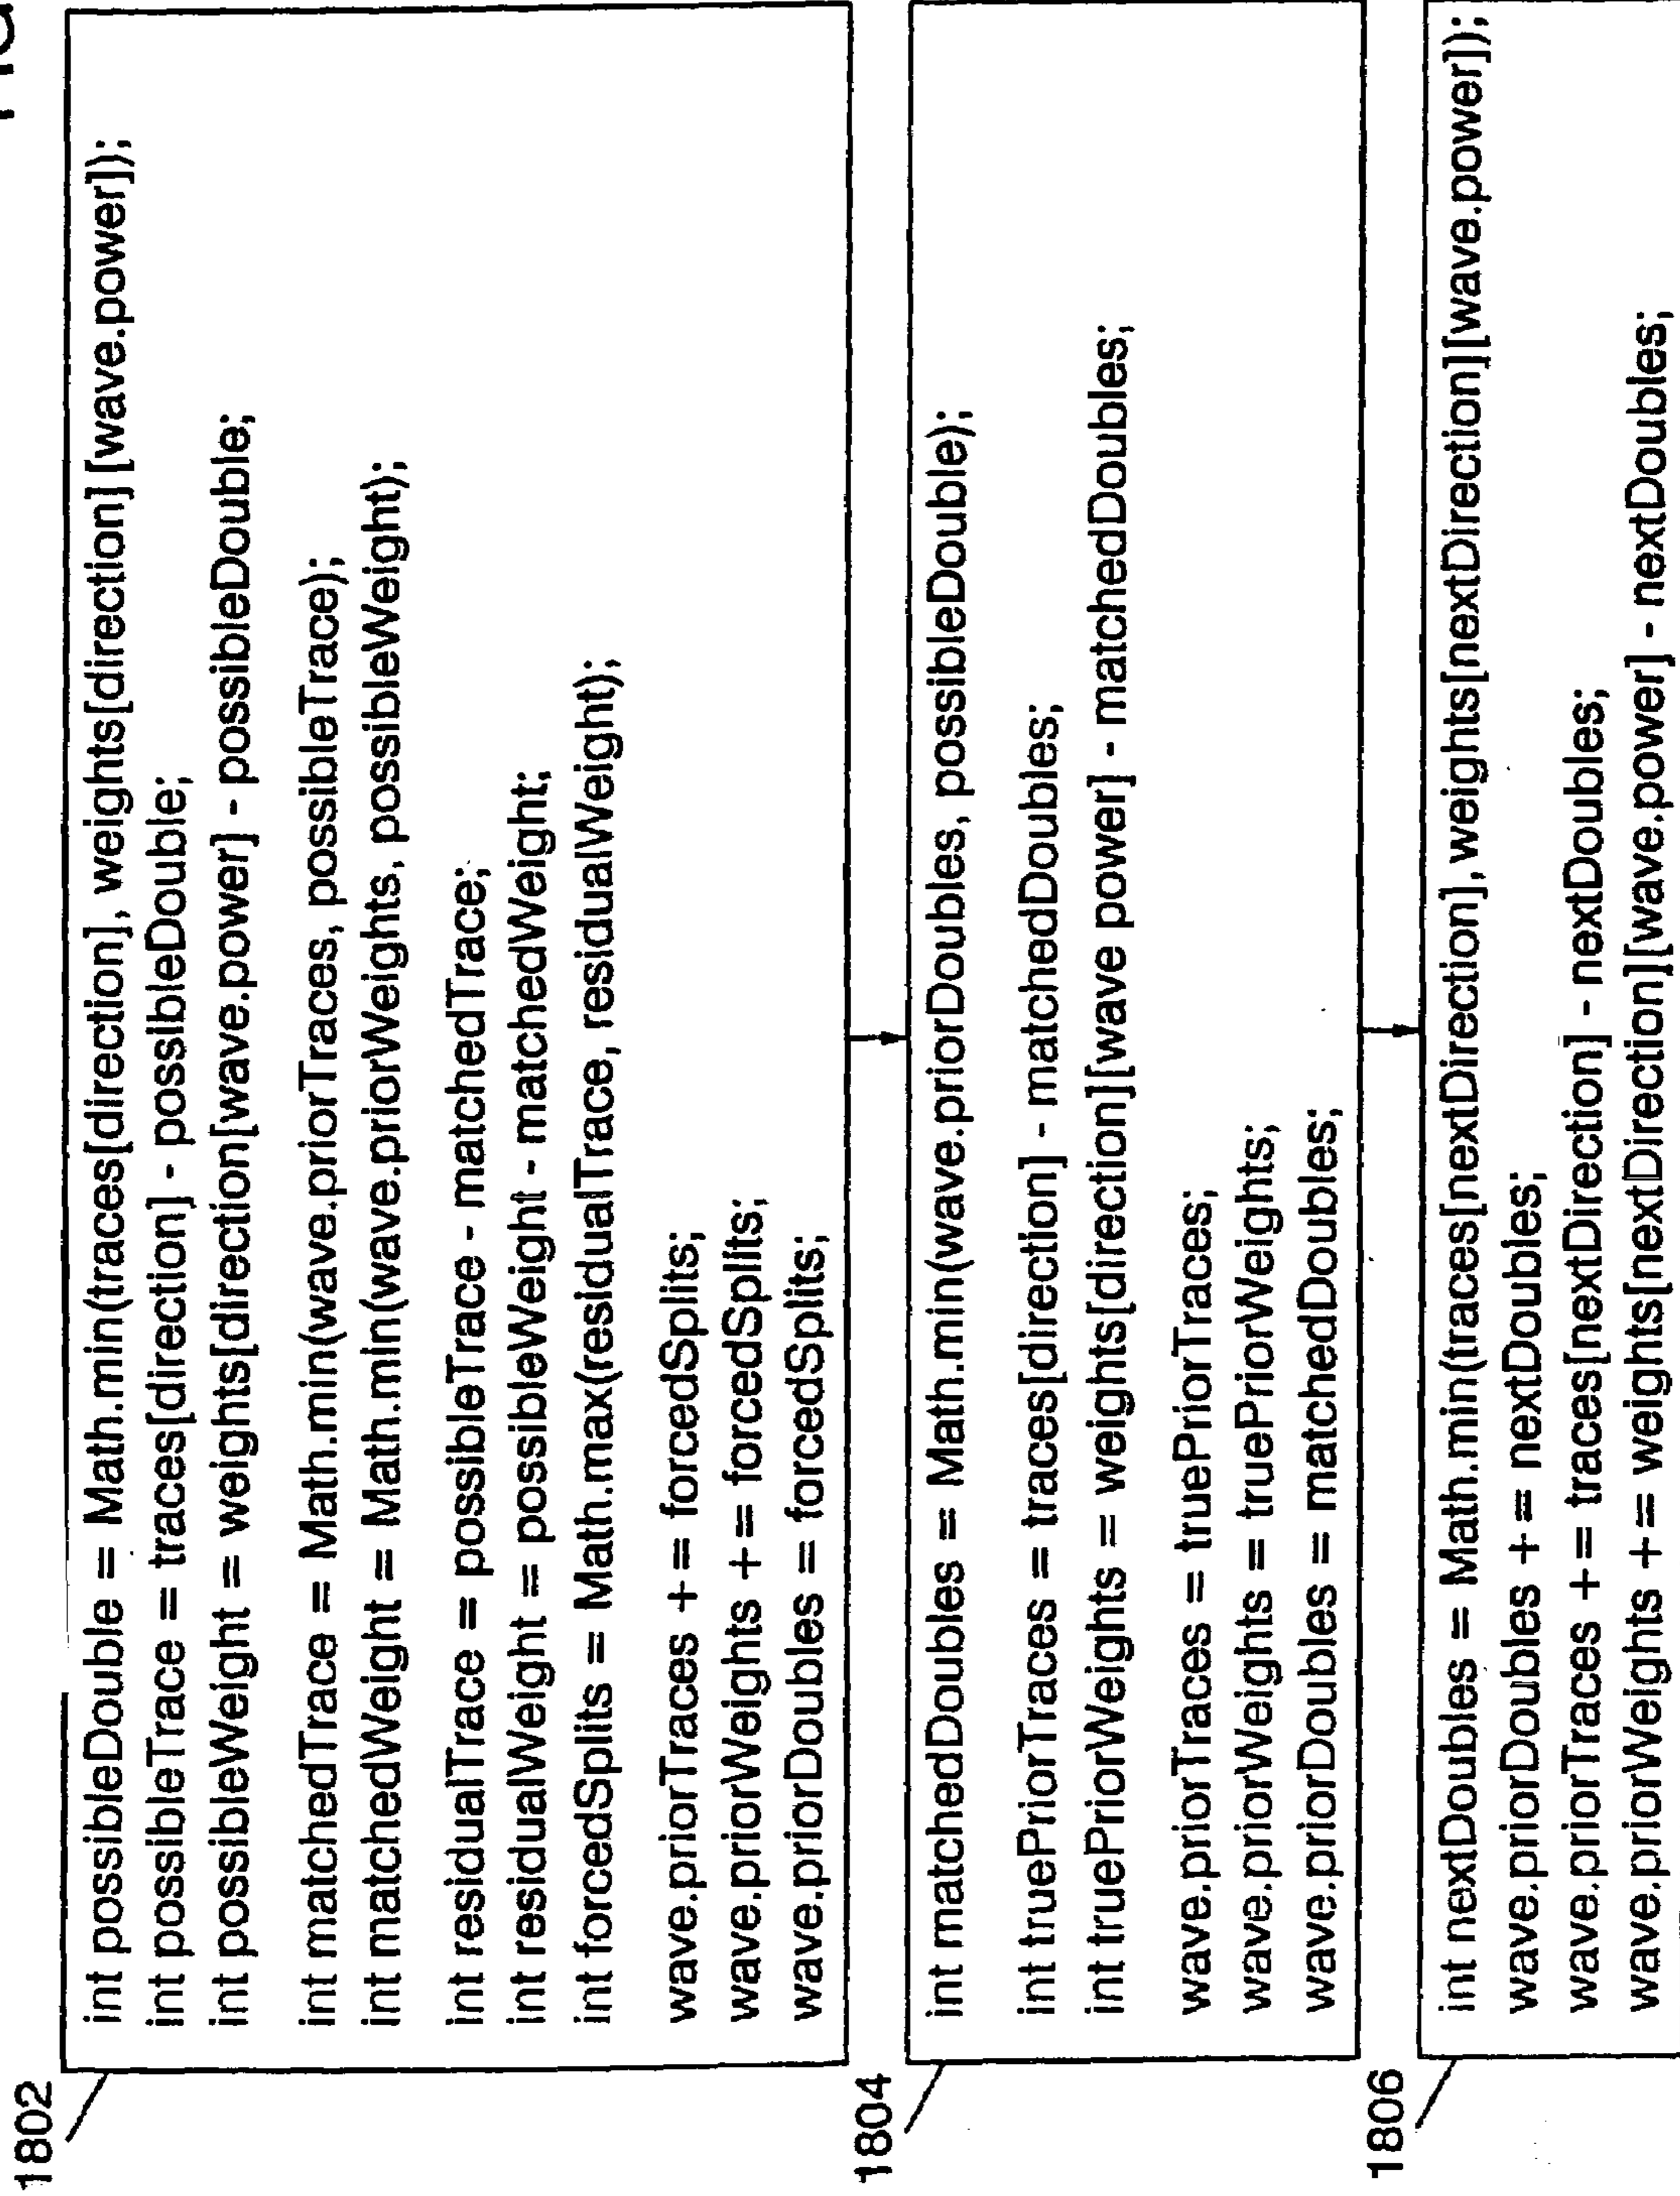 1802
int possibleDouble = Math.min(traces[direction], weights[direction] [wave.power]);
int possibleTrace = traces[direction] - possibleDouble;
int possibleWeight = weights[direction[wave.power] - possibleDouble;
int matchedTrace = Math.min(wave.priorTraces, possibleTrace);
int matchedWeight = Math.min(wave.priorWeights, possibleWeight);
int residualTrace = possibleTrace - matchedTrace;
int residualWeight = possibleWeight - matchedWeight;
int forcedSplits = Math.max(residualTrace, residualWeight);
wave.priorTraces += forcedSplits;
wave.priorWeights += forcedSplits;
wave.priorDoubles = forcedSplits;
1804
int matchedDoubles = Math.min(wave.priorDoubles, possibleDouble);
int truePriorTraces = traces[direction] - matchedDoubles;
int truePriorWeights = weights[direction][wave power] - matchedDoubles;
wave.priorTraces = truePriorTraces;
wave.priorWeights = truePriorWeights;
wave.priorDoubles = matchedDoubles;
1806
int nextDoubles = Math.min(traces[nextDirection], weights[nextDirection][wave.power]);
wave.priorDoubles += nextDoubles;
wave.priorTraces += traces[nextDirection] - nextDoubles;
wave.priorWeights += weights[nextDirection][wave.power] - nextDoubles;